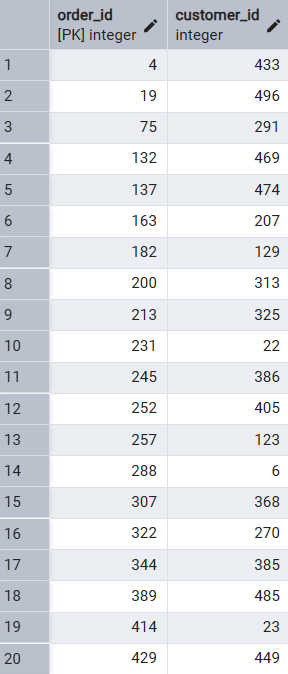 order_id customer_id
[PK] integer integer
1 4 433
2 19 496
3 75 291
4 132 469
5 137 474
6 163 207
7 182 129
8 200 313
9 213 325
10 231 22
11 245 386
12 252 405
13 257 123
14 288 6
15 307 368
16 322 270
17 344 385
18 389 485
19 414 23
20 429 449